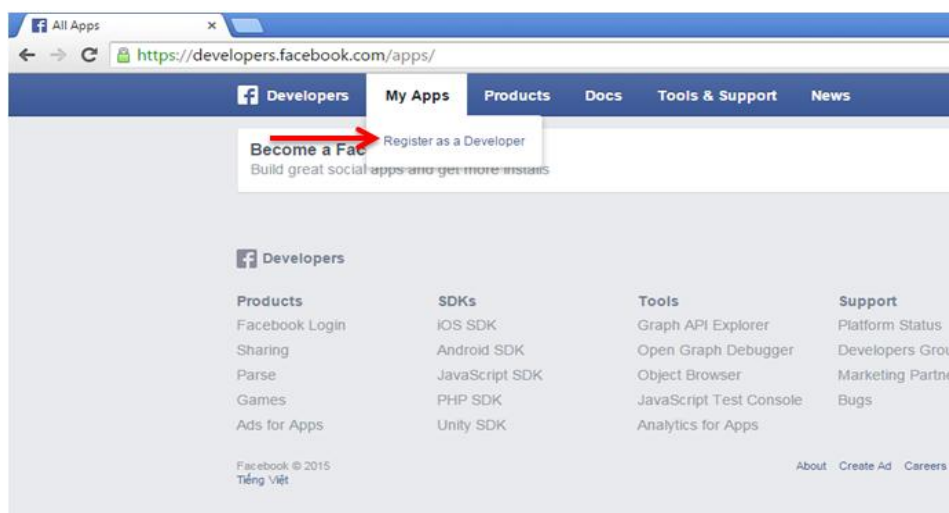 All Apps
https://developers.facebook.com/apps/
Developers My Apps Products Docs Tools & Support News
Register as a Developer
Become a Fac
Build great social apps and get more installs
Developers
Products SDKs Tools Support
Facebook Login iOS SDK Graph API Explorer Platform Status
Sharing Android SDK Open Graph Debugger Developers Grou
Parse JavaScript SDK Object Browser Marketing Partne
Games PHP SDK JavaScript Test Console Bugs
Ads for Apps Unity SDK Analytics for Apps
Facebook © 2015 About Create Ad Careers
Tiếng Việt